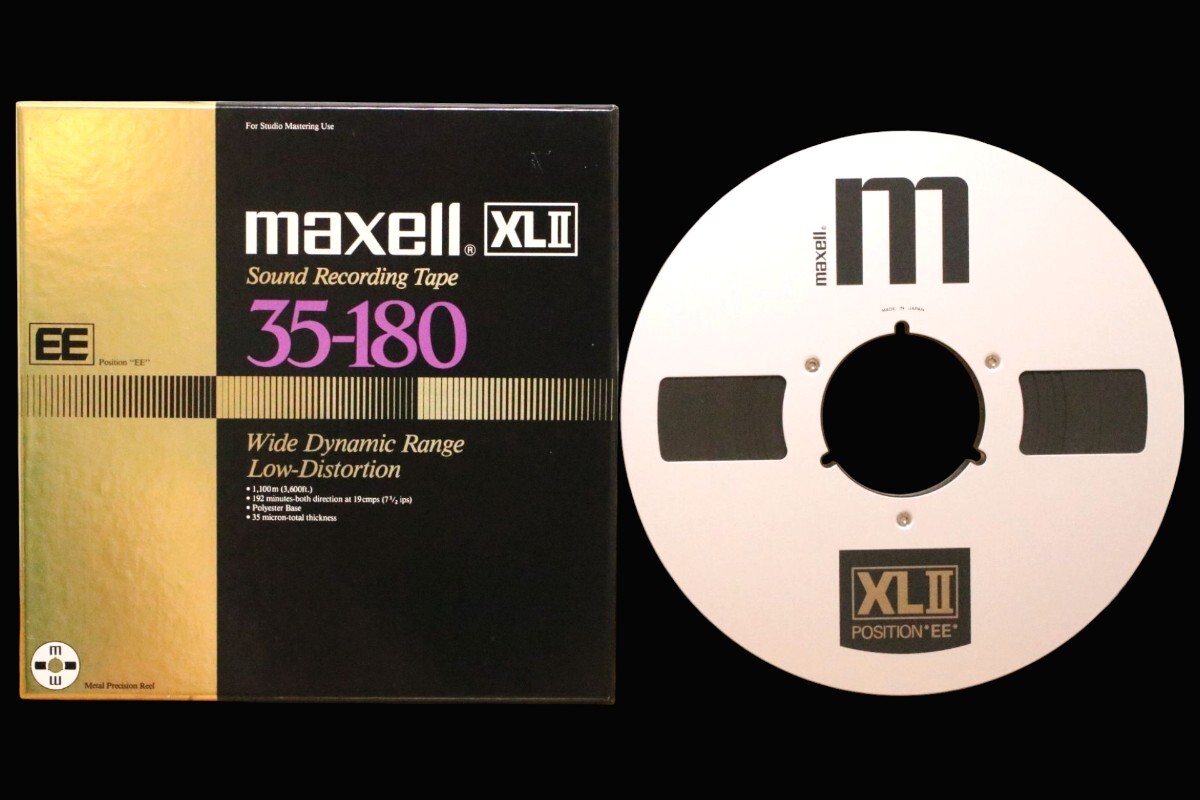 For Studio Mastering Use
maxell® XLII
Sound Recording Tape
35-180
EE
Position "EE"
Wide Dynamic Range
Low-Distortion
• 1,100m (3,600ft.)
• 192 minutes-both direction at 19cmps (7 1/2 ips)
• Polyester Base
• 35 micron-total thickness
m
m
Metal Precision Reel
m
maxell®
MADE IN JAPAN
XLII
POSITION "EE"